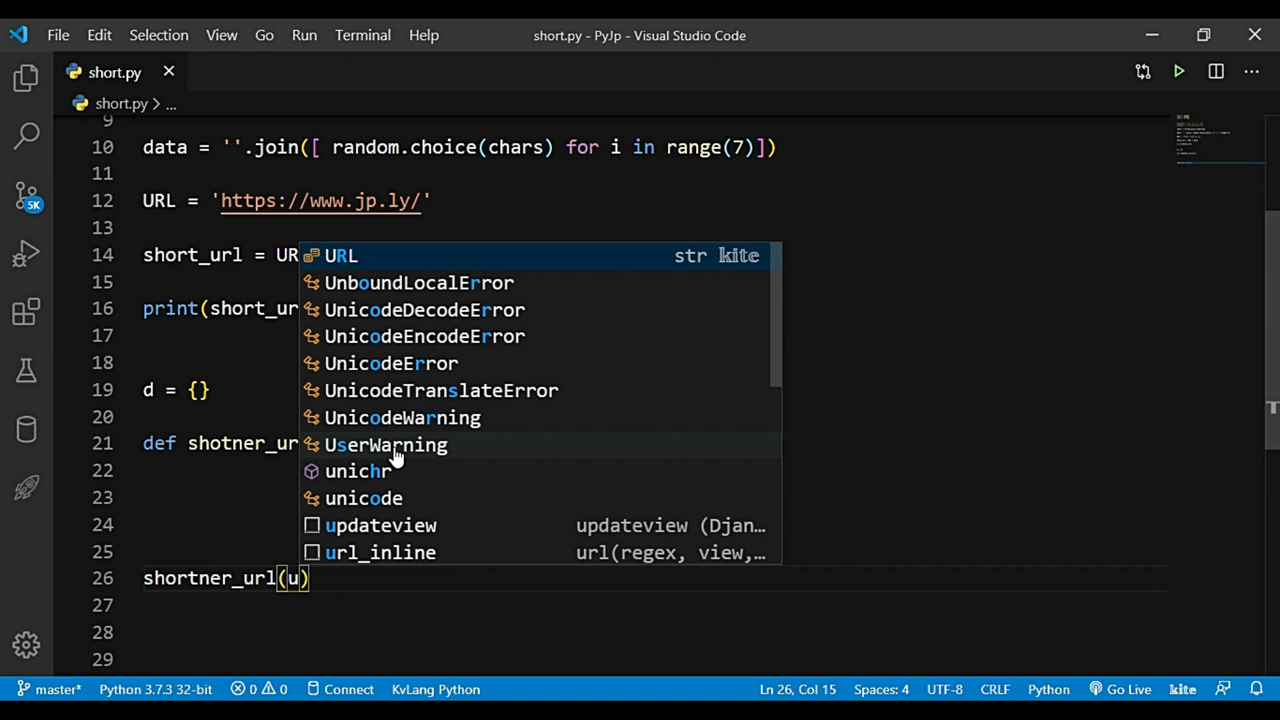 File Edit Selection View Go Run Terminal Help short.py - PyJp - Visual Studio Code
short.py
short.py > ...
9
10 data = ''.join([ random.choice(chars) for i in range(7)])
11
12 URL = 'https://www.jp.ly/'
13
14 short_url = UR
URL str kite
15 UnboundLocalError
16 print(short_ur
UnicodeDecodeError
17 UnicodeEncodeError
18 UnicodeError
19 d = {}
UnicodeTranslateError
20 UnicodeWarning
21 def shotner_ur
UserWarning
22 unichr
23 unicode
24 updateview updateview (Djan…
25 url_inline url(regex, view,…
26 shortner_url(u)
27
28
29
5K
master* Python 3.7.3 32-bit 0 0 Connect KvLang Python Ln 26, Col 15 Spaces: 4 UTF-8 CRLF Python Go Live kite